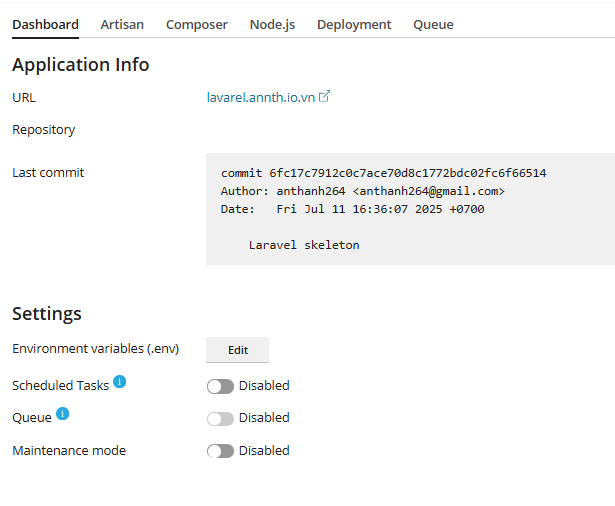 Dashboard Artisan Composer Node.js Deployment Queue
Application Info
URL lavarel.annth.io.vn
Repository
Last commit commit 6fc17c7912c0c7ace70d8c1772bdc02fc6f66514
Author: anthanh264 <anthanh264@gmail.com>
Date:   Fri Jul 11 16:36:07 2025 +0700
Laravel skeleton
Settings
Environment variables (.env) Edit
Scheduled Tasks i Disabled
Queue i Disabled
Maintenance mode Disabled